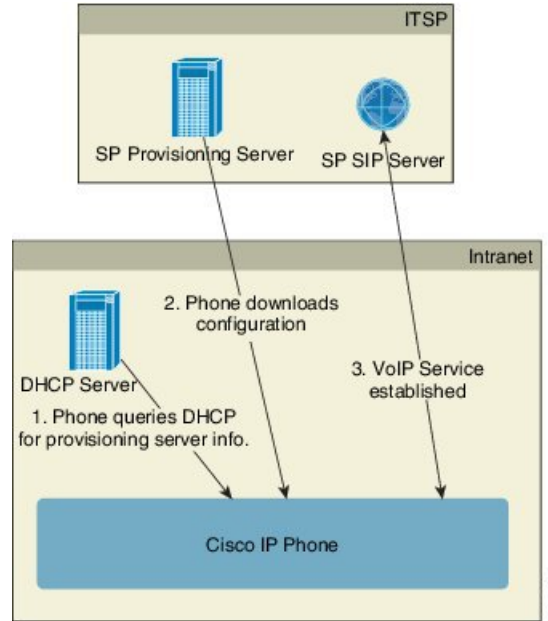 ITSP
SP Provisioning Server
SP SIP Server
Intranet
2. Phone downloads
configuration
DHCP Server
3. VoIP Service
established
1. Phone queries DHCP
for provisioning server info.
Cisco IP Phone